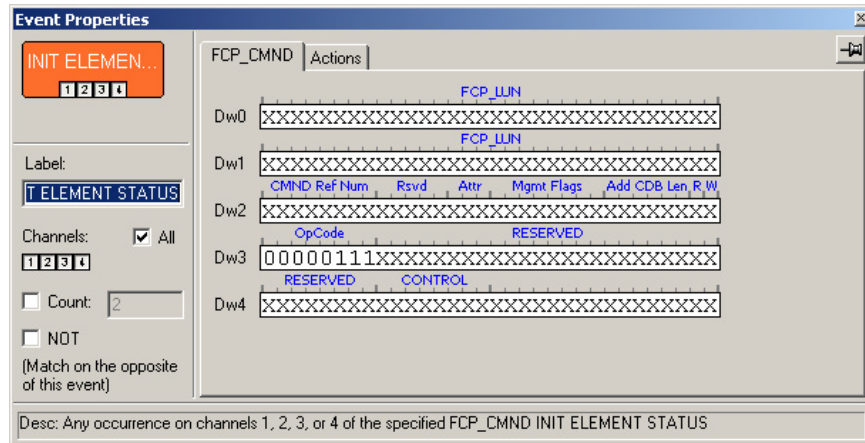 Event Properties
INIT ELEMEN...
1 2 3 4
FCP_CMND
Actions
FCP_LUN
Dw0 XXXXXXXXXXXXXXXXXXXXXXXXXXXXXXXX
FCP_LUN
Dw1 XXXXXXXXXXXXXXXXXXXXXXXXXXXXXXXX
CMND Ref Num Rsvd Attr Mgmt Flags Add CDB Len R W
Dw2 XXXXXXXXXXXXXXXXXXXXXXXXXXXXXXXX
OpCode RESERVED
Dw3 00000111XXXXXXXXXXXXXXXXXXXXXXXX
RESERVED CONTROL
Dw4 XXXXXXXXXXXXXXXXXXXXXXXXXXXXXXXX
Label:
T ELEMENT STATUS
Channels: All
1 2 3 4
Count: 2
NOT
(Match on the opposite
of this event)
Desc: Any occurrence on channels 1, 2, 3, or 4 of the specified FCP_CMND INIT ELEMENT STATUS